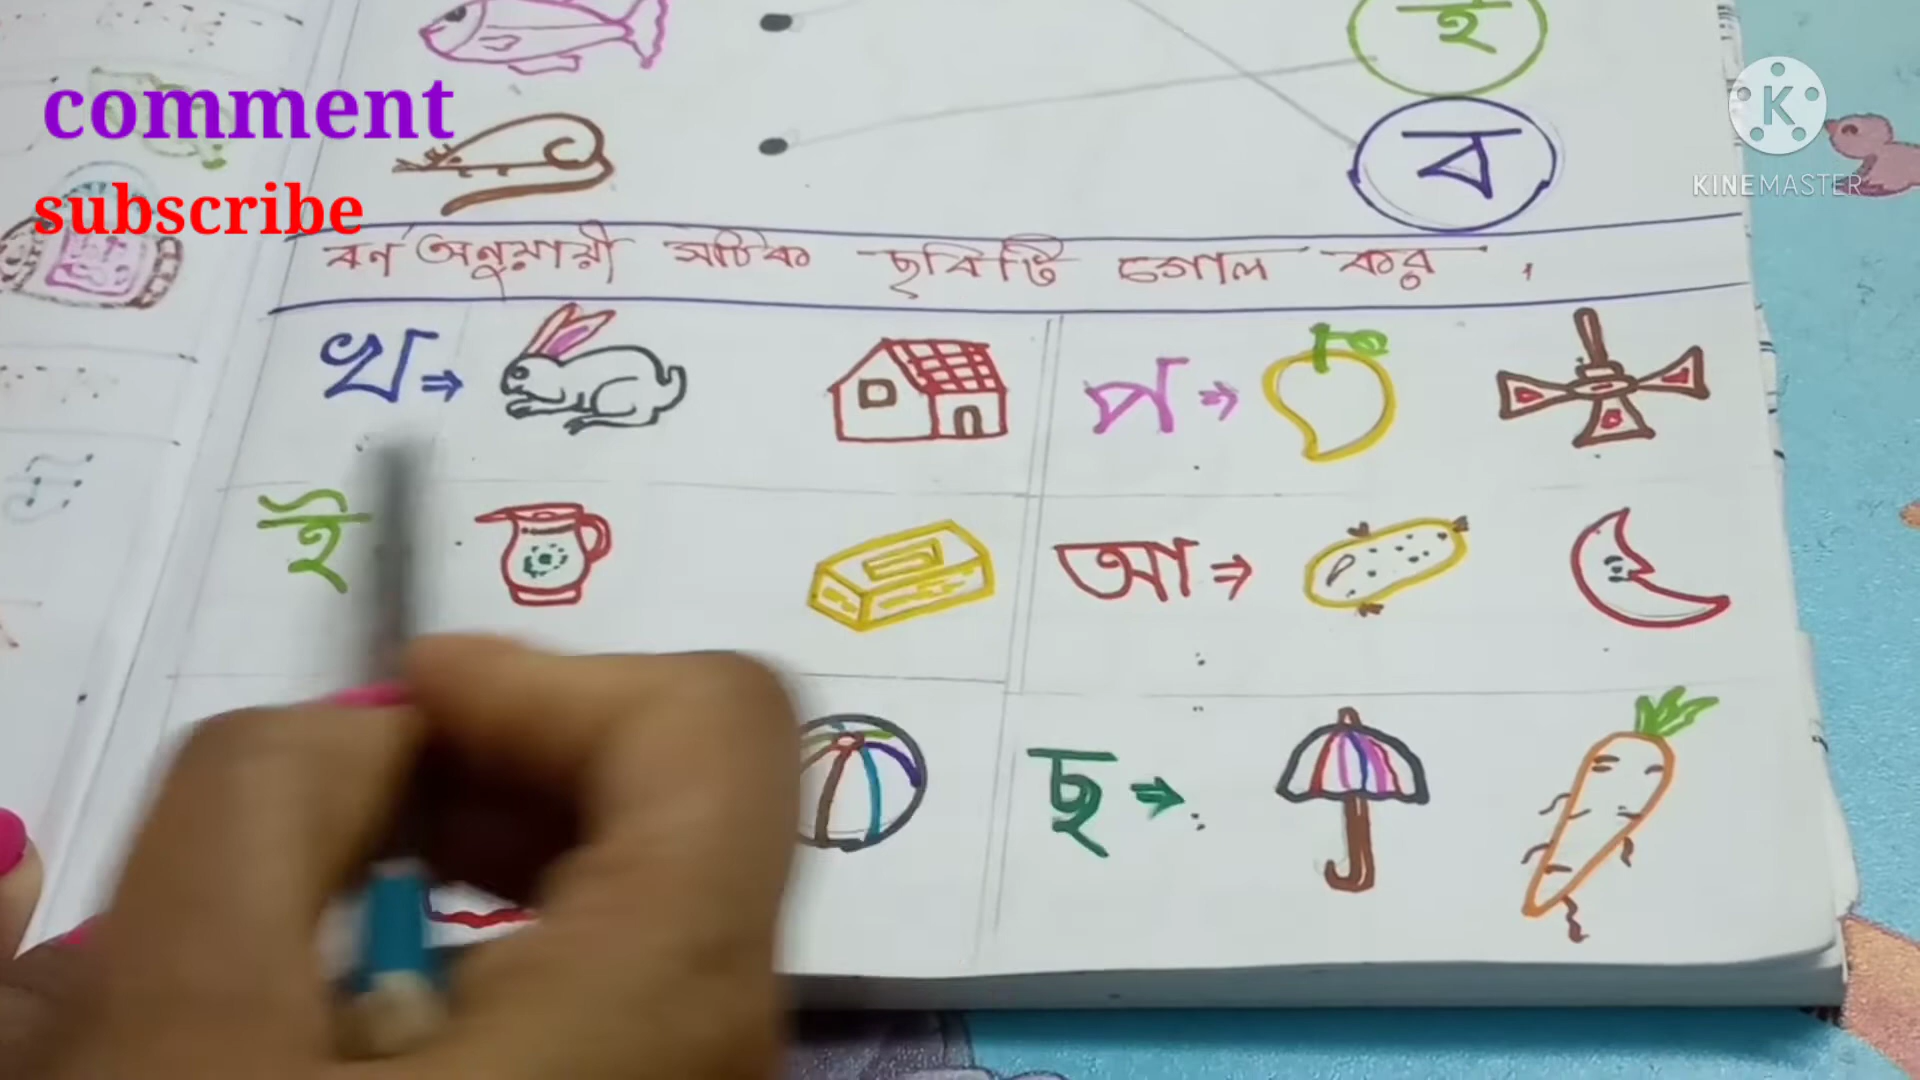 ই
comment
ব
KINEMASTER
subscribe
বর্ণ অনুযায়ী সঠিক ছবিটি গোল কর ।
খ ⇒
প ⇒
ই
আ ⇒
ছ ⇒